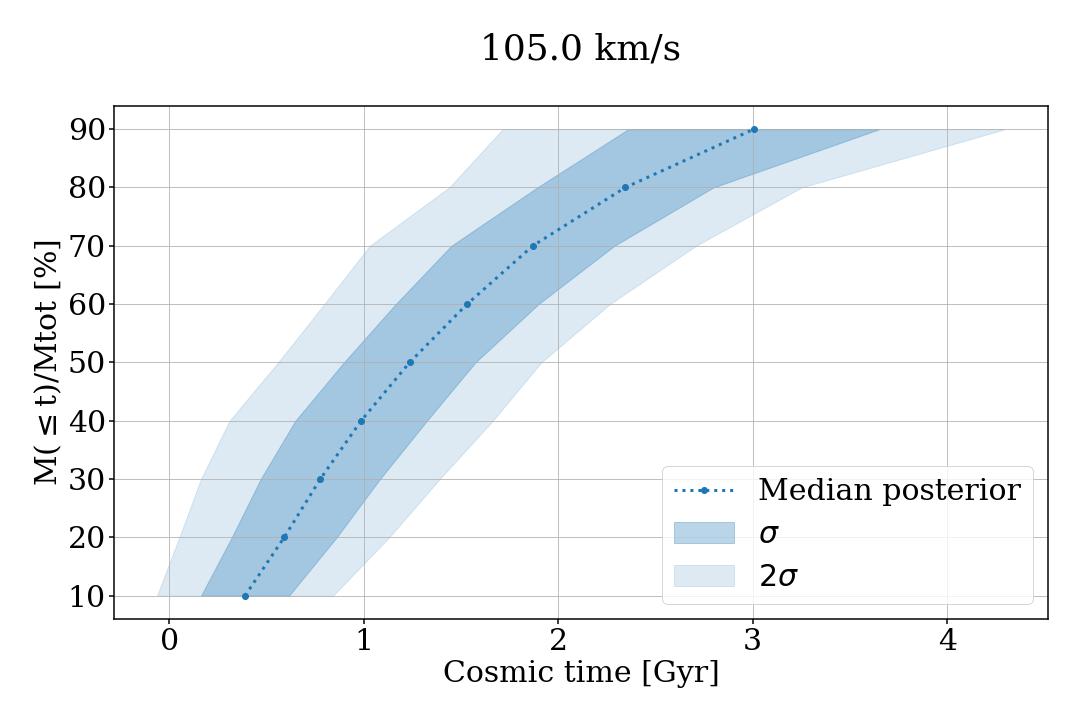 105.0 km/s
M( ≤ t)/Mtot [%]
90
80
70
60
50
40
30
20
10
Median posterior
σ
2σ
0 1 2 3 4
Cosmic time [Gyr]